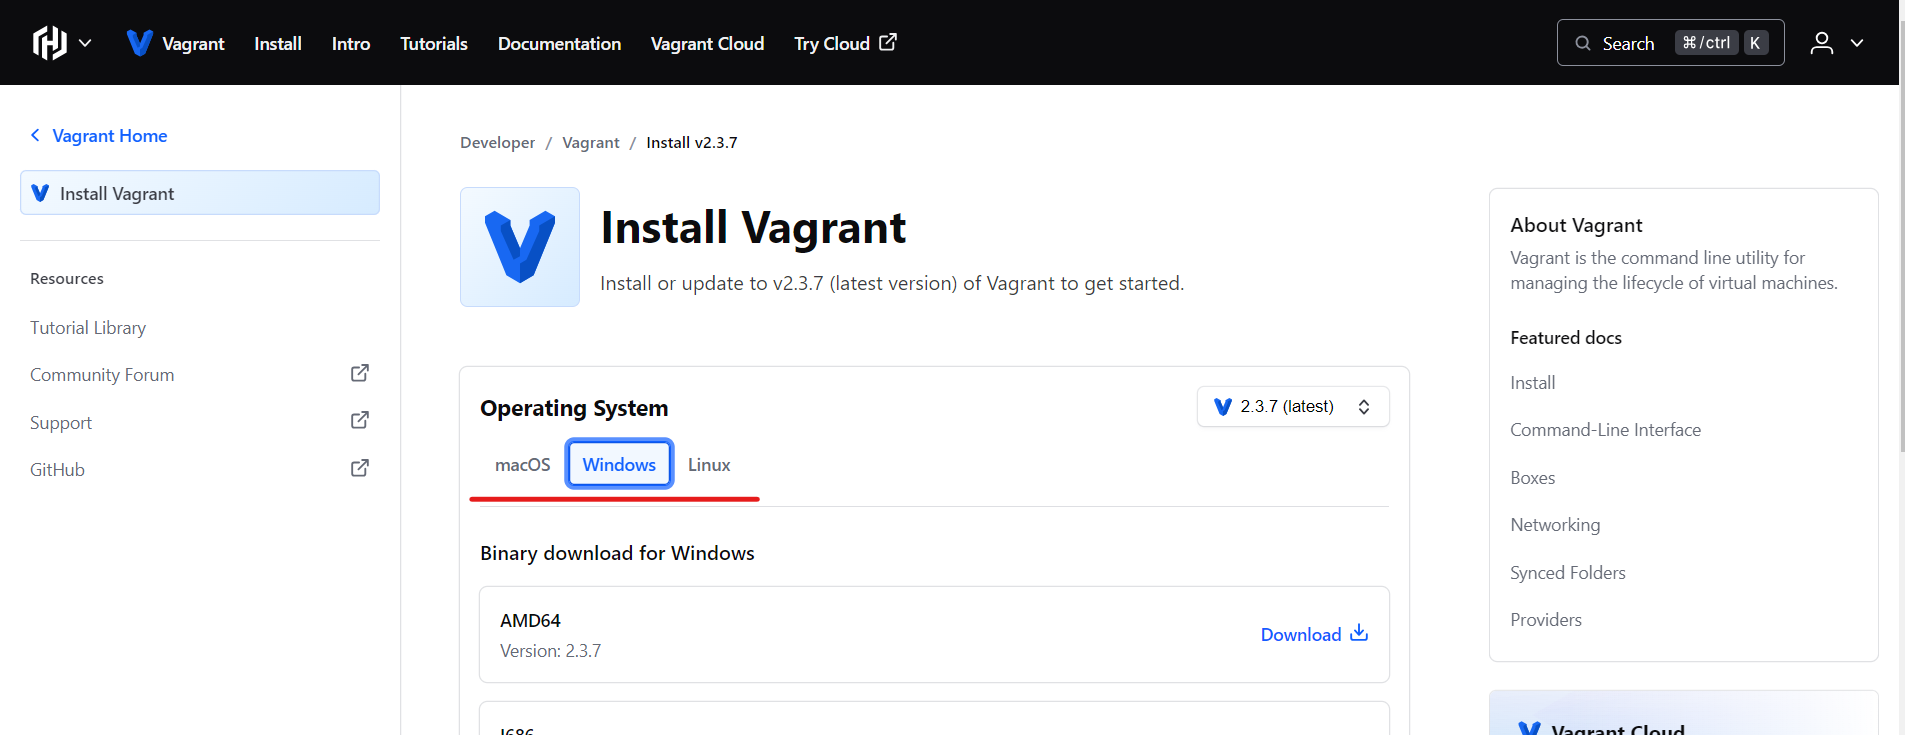 Vagrant Install Intro Tutorials Documentation Vagrant Cloud Try Cloud Search ⌘/ctrl K
Vagrant Home
Install Vagrant
Resources
Tutorial Library
Community Forum
Support
GitHub
Developer / Vagrant / Install v2.3.7
Install Vagrant
Install or update to v2.3.7 (latest version) of Vagrant to get started.
Operating System
2.3.7 (latest)
macOS Windows Linux
Binary download for Windows
AMD64
Version: 2.3.7
Download
I686
About Vagrant
Vagrant is the command line utility for
managing the lifecycle of virtual machines.
Featured docs
Install
Command-Line Interface
Boxes
Networking
Synced Folders
Providers
Vagrant Cloud